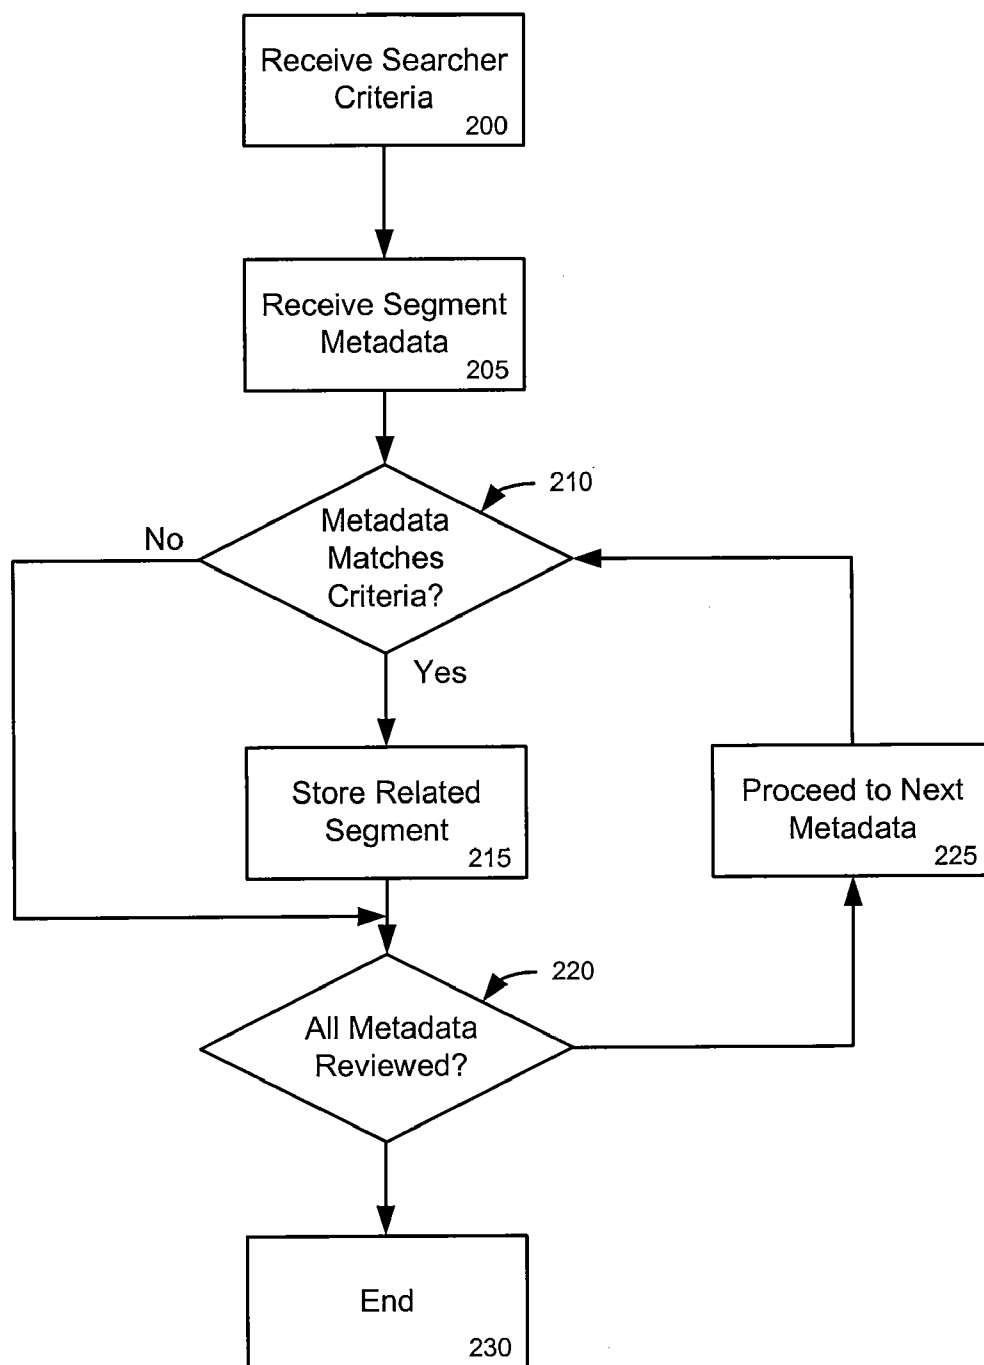 Receive Searcher
Criteria
200
Receive Segment
Metadata
205
210
No
Metadata
Matches
Criteria?
Yes
Store Related
Segment
215
Proceed to Next
Metadata
225
220
All Metadata
Reviewed?
End
230